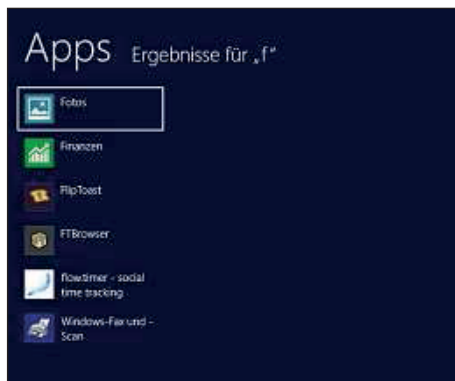 Apps Ergebnisse für „f“
Fotos
Finanzen
FlipToast
FTBrowser
flow.timer - social
time tracking
Windows-Fax und -
Scan